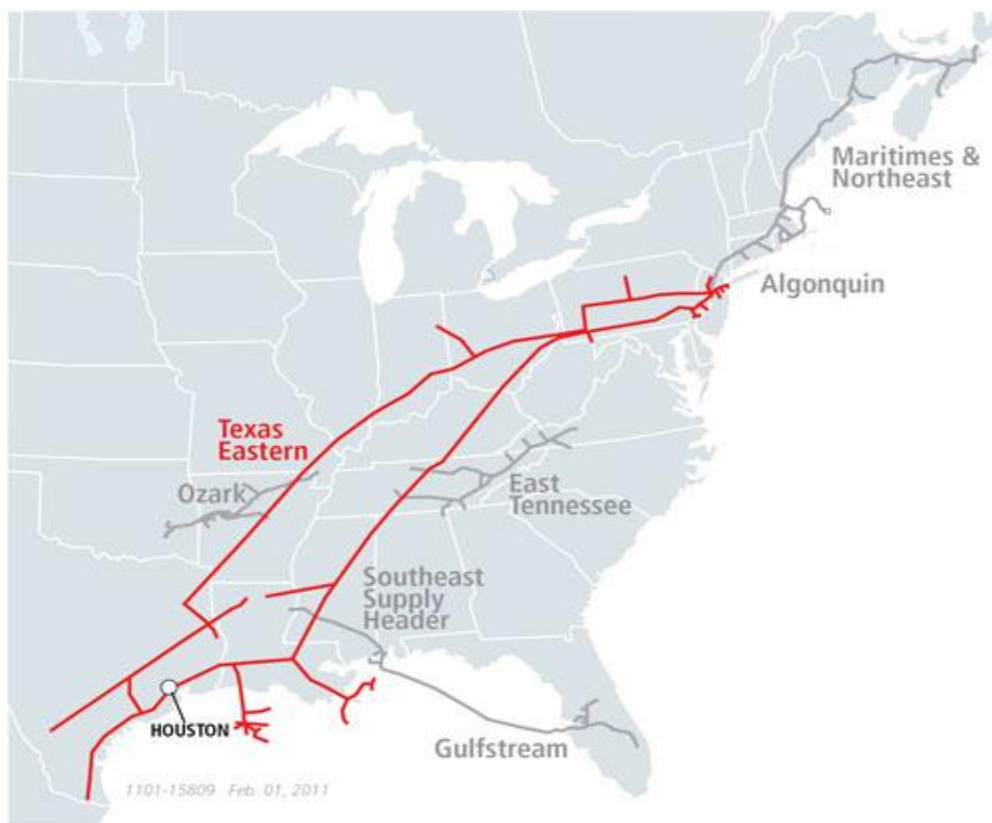 Maritimes &
Northeast
Algonquin
Texas
Eastern
Ozark
East
Tennessee
Southeast
Supply
Header
HOUSTON
Gulfstream
1101-15809 Feb. 01, 2011